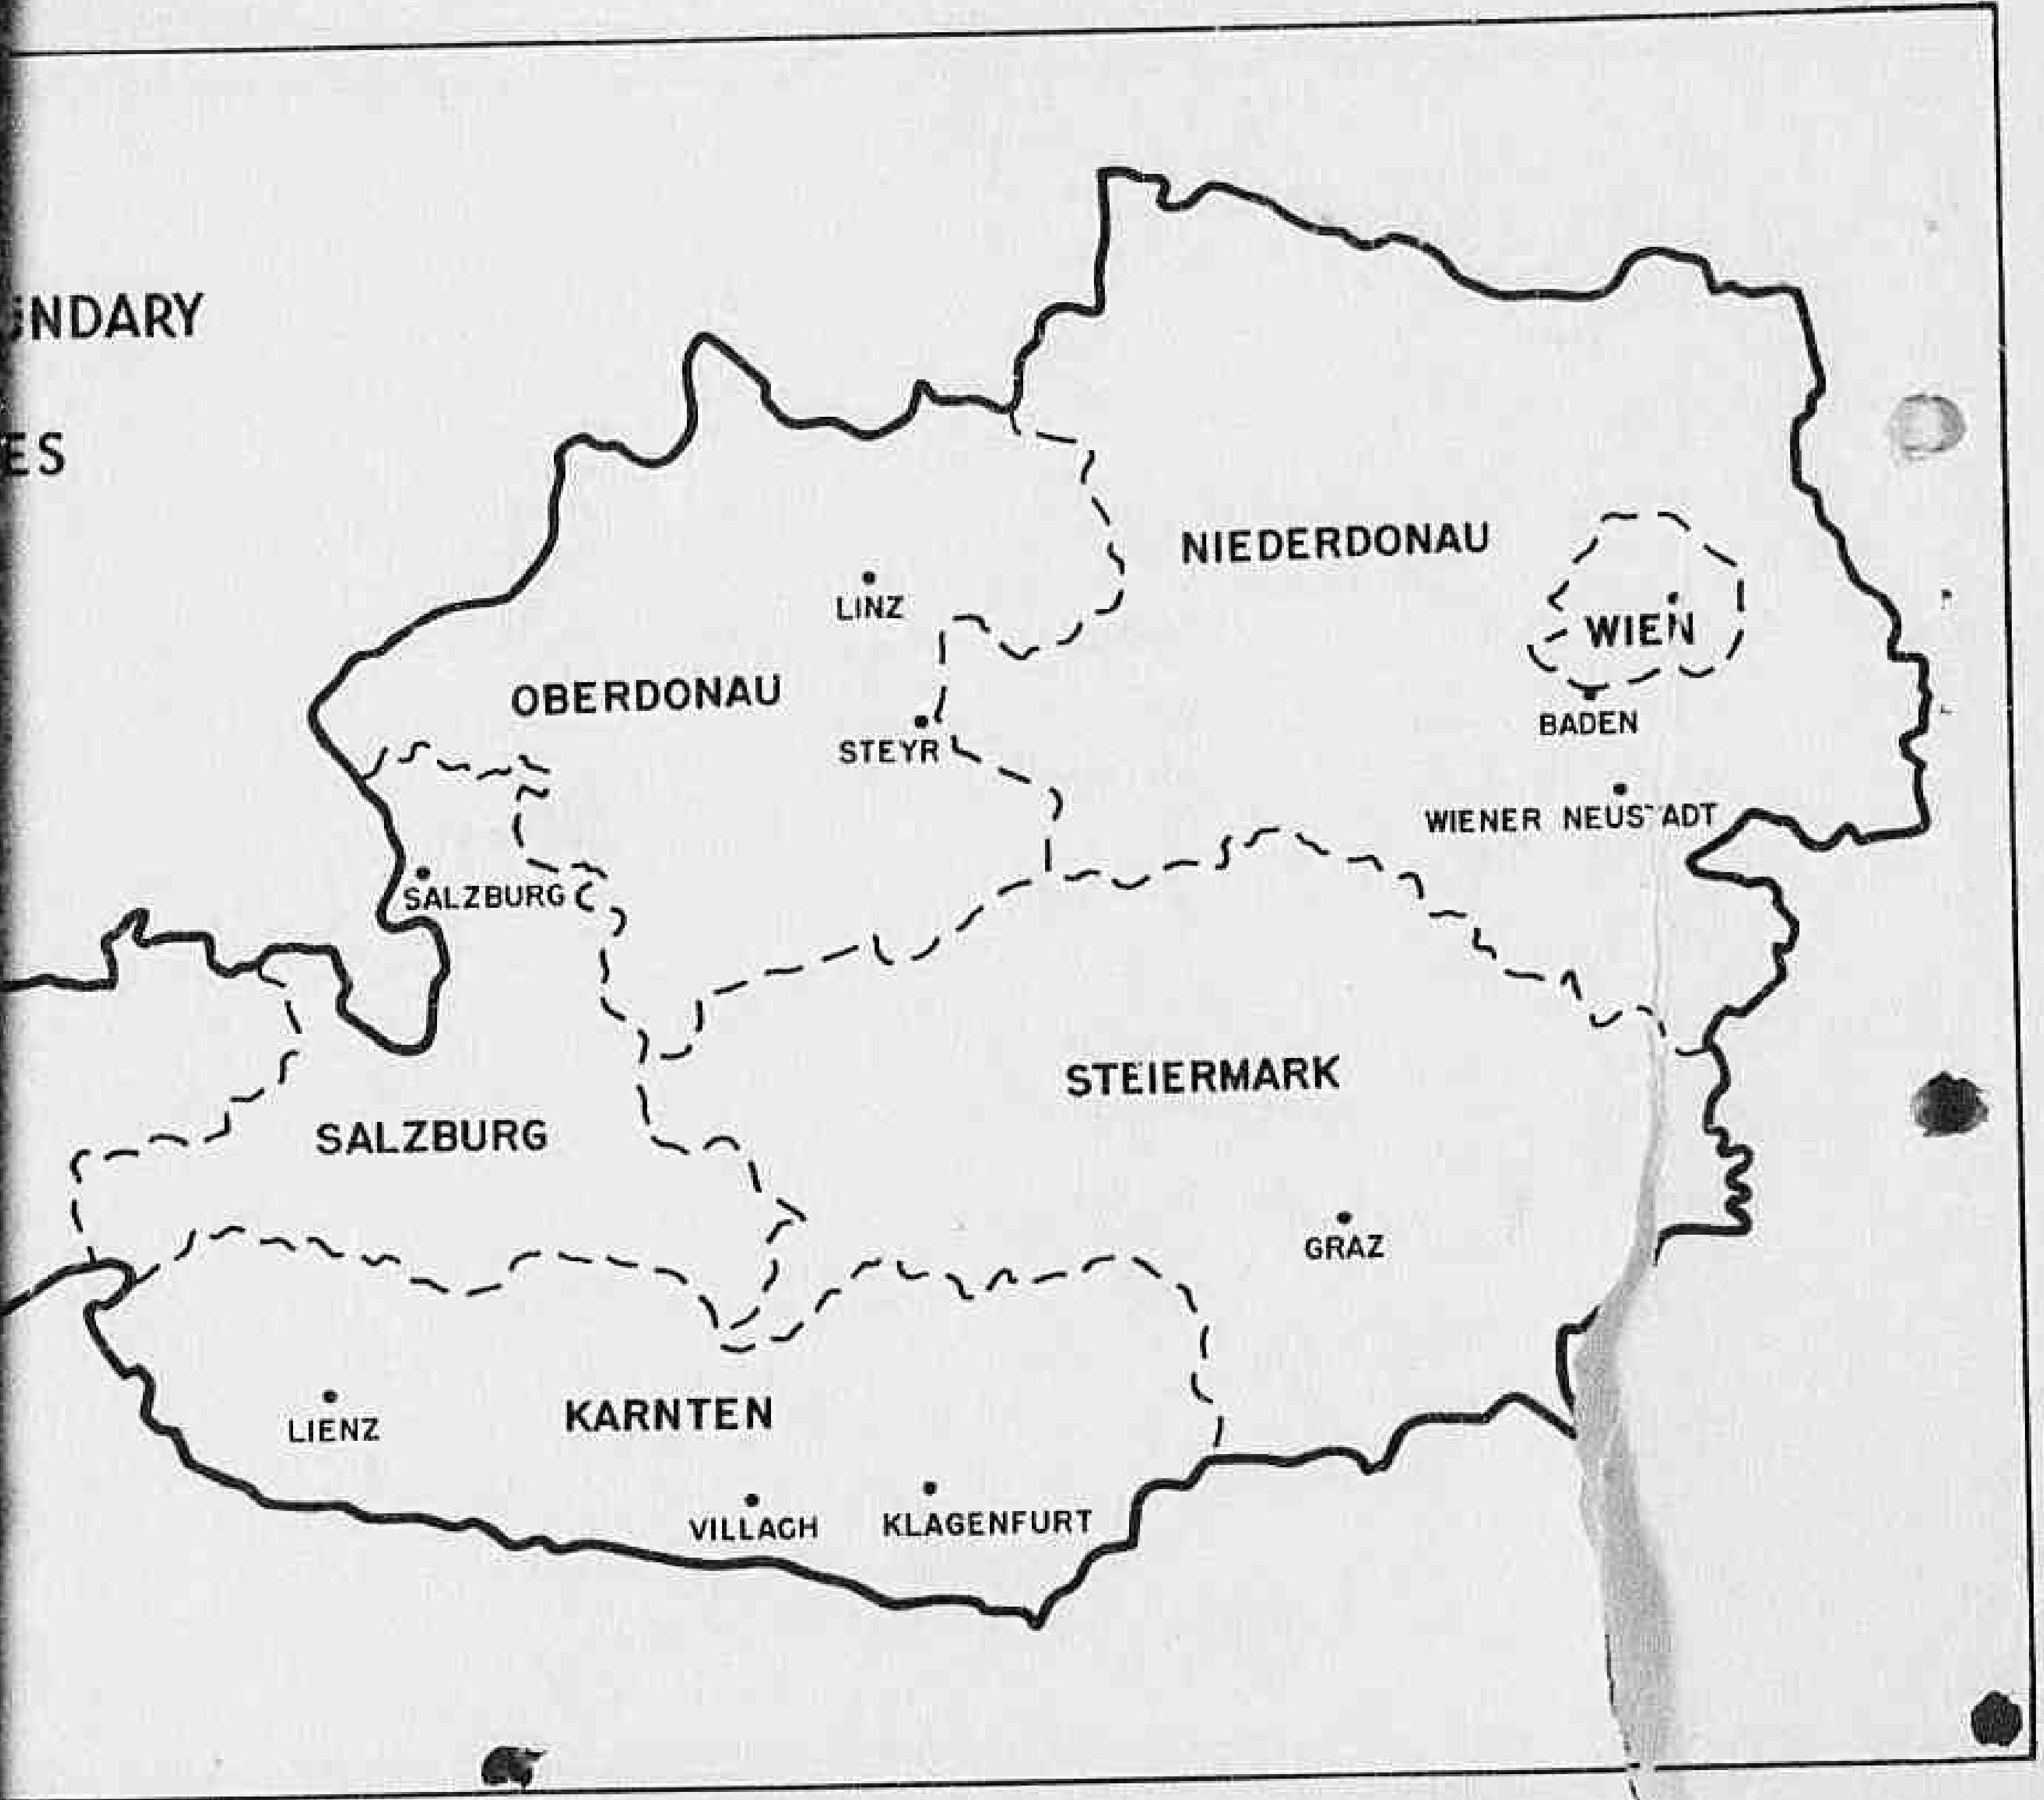 NDARY
ES
NIEDERDONAU
LINZ
WIEN
OBERDONAU
BADEN
STEYR
WIENER NEUSTADT
SALZBURG
STEIERMARK
SALZBURG
GRAZ
KARNTEN
LIENZ
VILLACH
KLAGENFURT